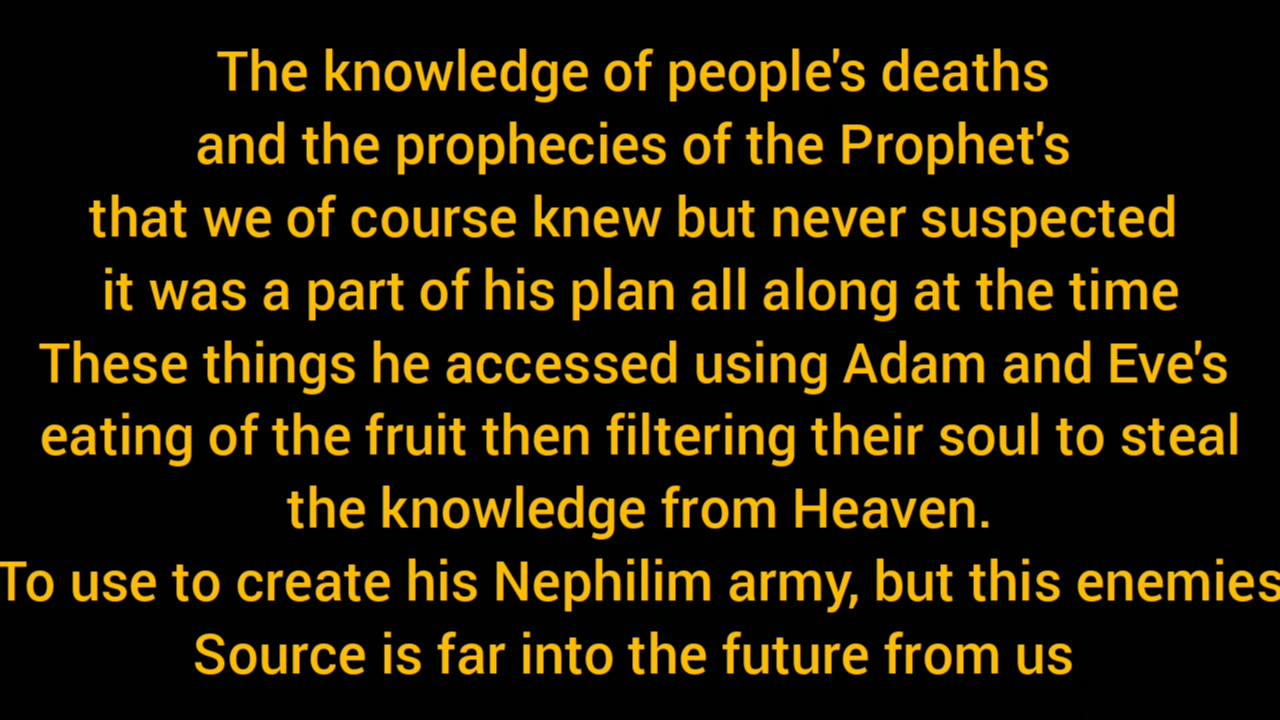 The knowledge of people's deaths
and the prophecies of the Prophet's
that we of course knew but never suspected
it was a part of his plan all along at the time
These things he accessed using Adam and Eve's
eating of the fruit then filtering their soul to steal
the knowledge from Heaven.
To use to create his Nephilim army, but this enemies
Source is far into the future from us